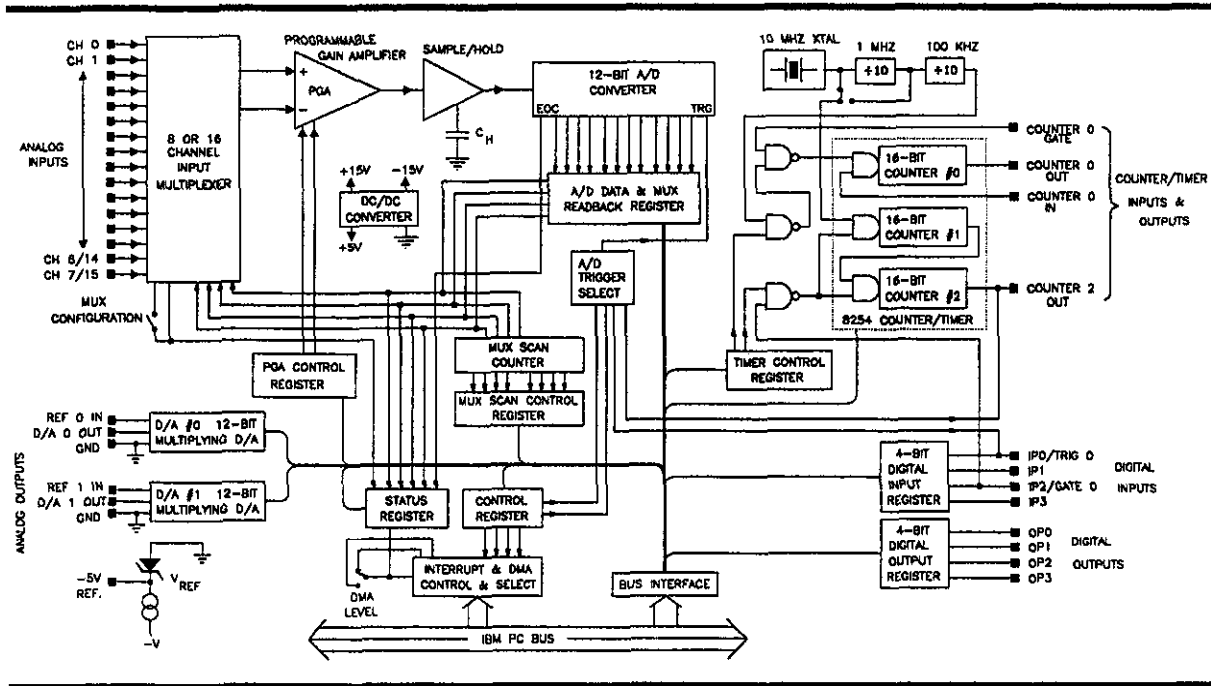 CH 0
CH 1
ANALOG
INPUTS
CH 6/14
CH 7/15
MUX
CONFIGURATION
8 OR 16
CHANNEL
INPUT
MULTIPLEXER
PROGRAMMABLE
GAIN AMPLIFIER
+
PGA
−
SAMPLE/HOLD
C H
12-BIT A/D
CONVERTER
EOC
TRG
+15V
-15V
DC/DC
CONVERTER
+5V
A/D DATA & MUX
READBACK REGISTER
A/D
TRIGGER
SELECT
10 MHZ XTAL
1 MHZ
÷10
100 KHZ
÷10
16-BIT
COUNTER #0
16-BIT
COUNTER #1
16-BIT
COUNTER #2
8254 COUNTER/TIMER
COUNTER 0
GATE
COUNTER 0
OUT
COUNTER 0
IN
COUNTER 2
OUT
COUNTER/TIMER
INPUTS &
OUTPUTS
TIMER CONTROL
REGISTER
PGA CONTROL
REGISTER
MUX SCAN
COUNTER
MUX SCAN CONTROL
REGISTER
ANALOG OUTPUTS
REF 0 IN
D/A 0 OUT
GND
D/A #0 12-BIT
MULTIPLYING D/A
REF 1 IN
D/A 1 OUT
GND
D/A #1 12-BIT
MULTIPLYING D/A
-5V
REF.
V REF
-V
STATUS
REGISTER
CONTROL
REGISTER
INTERRUPT & DMA
CONTROL & SELECT
DMA
LEVEL
BUS INTERFACE
IBM PC BUS
4-BIT
DIGITAL
INPUT
REGISTER
IP0/TRIG 0
IP1
IP2/GATE 0
IP3
DIGITAL
INPUTS
4-BIT
DIGITAL
OUTPUT
REGISTER
OP0
OP1
OP2
OP3
DIGITAL
OUTPUTS